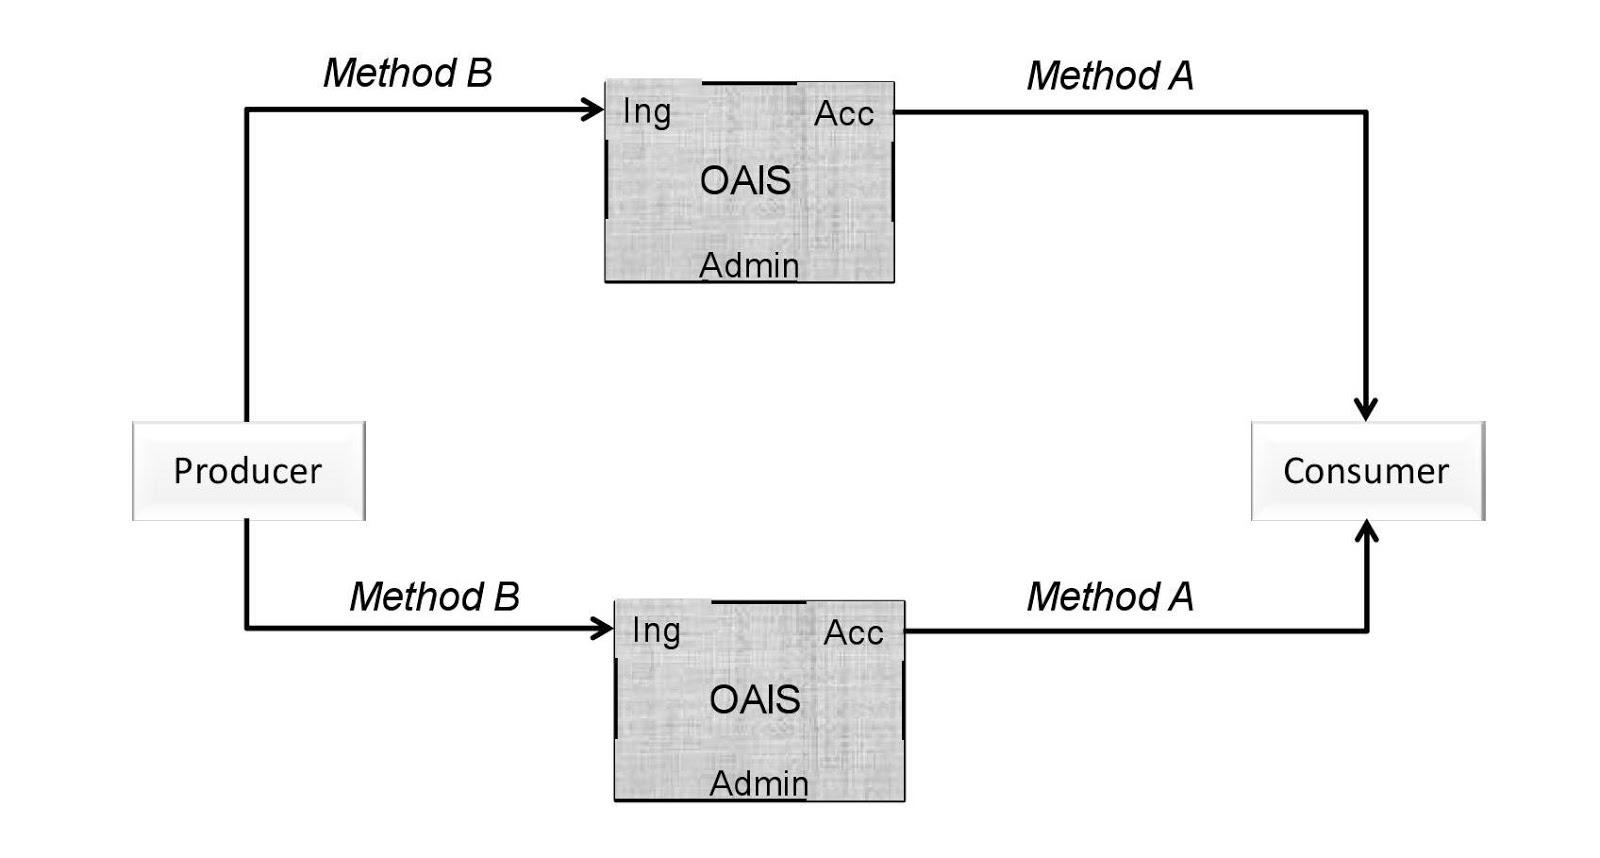 Method B
Method A
Ing
Acc
OAIS
Admin
Producer
Consumer
Method B
Method A
Ing
Acc
OAIS
Admin